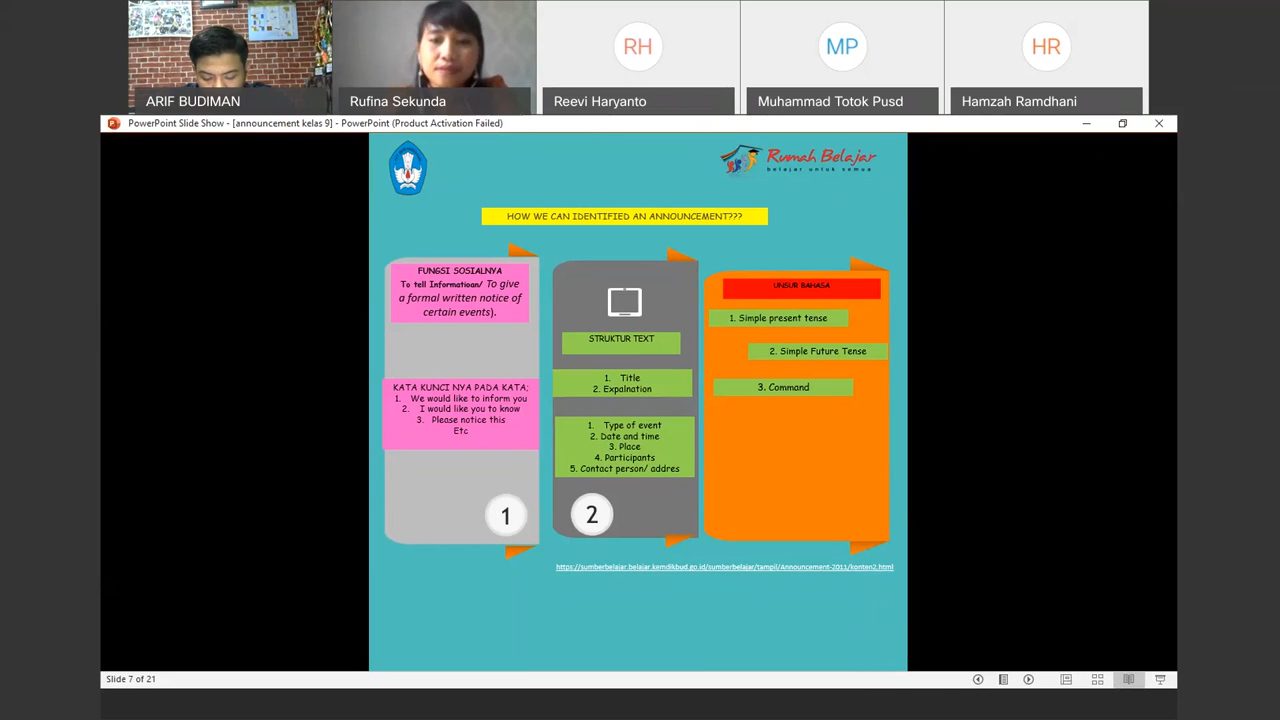 RH
MP
HR
ARIF BUDIMAN
Rufina Sekunda
Reevi Haryanto
Muhammad Totok Pusd
Hamzah Ramdhani
PowerPoint Slide Show - [announcement kelas 9] - PowerPoint (Product Activation Failed)
Rumah Belajar
belajar untuk semua
HOW WE CAN IDENTIFIED AN ANNOUNCEMENT???
FUNGSI SOSIALNYA
To tell Informatioan/ To give
a formal written notice of
certain events).
KATA KUNCI NYA PADA KATA;
1. We would like to inform you
2. I would like you to know
3. Please notice this
Etc
1
STRUKTUR TEXT
1. Title
2. Expalnation
1. Type of event
2. Date and time
3. Place
4. Participants
5. Contact person/ addres
2
UNSUR BAHASA
1. Simple present tense
2. Simple Future Tense
3. Command
https://sumberbelajar.belajar.kemdikbud.go.id/sumberbelajar/tampil/Announcement-2011/konten2.html
Slide 7 of 21